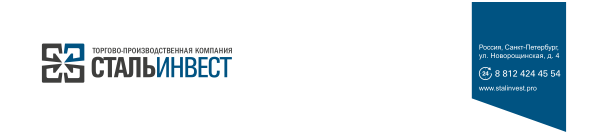 ТОРГОВО-ПРОИЗВОДСТВЕННАЯ КОМПАНИЯ
СТАЛЬИНВЕСТ
Россия, Санкт-Петербург,
ул. Новорощинская, д. 4
24 8 812 424 45 54
www.stalinvest.pro